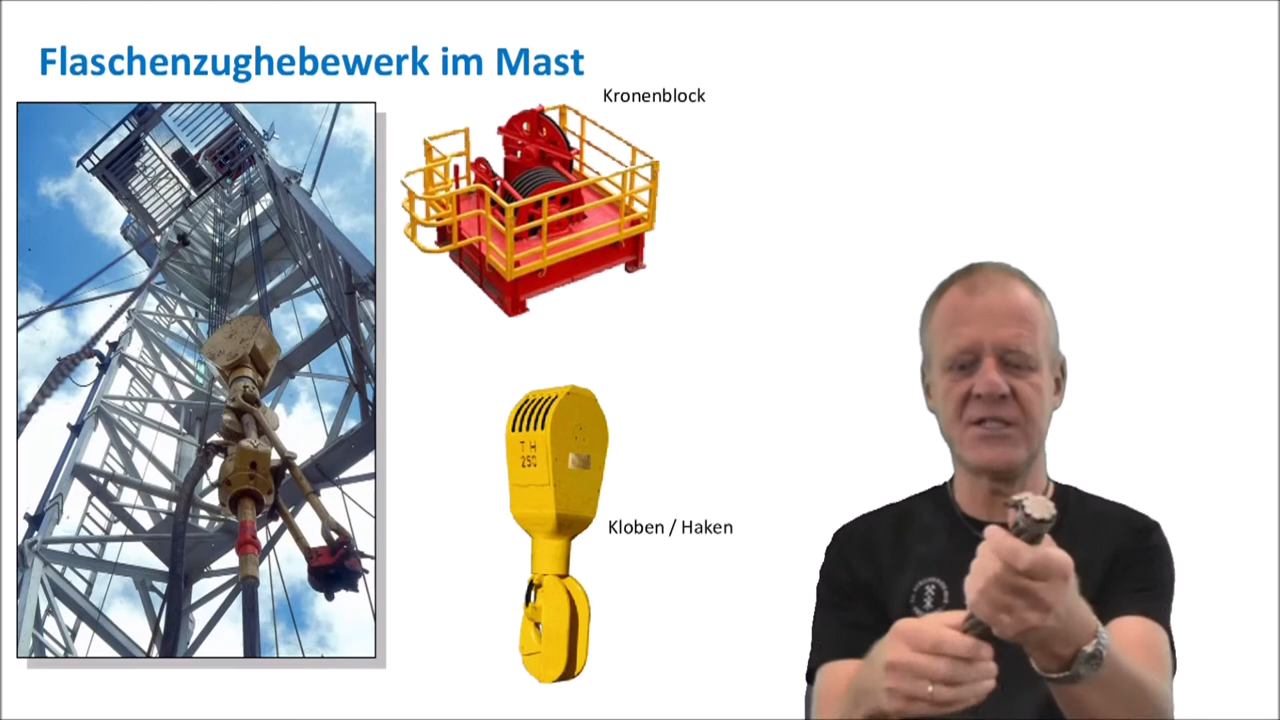 Flaschenzughebewerk im Mast
Kronenblock
T H
250
Kloben / Haken